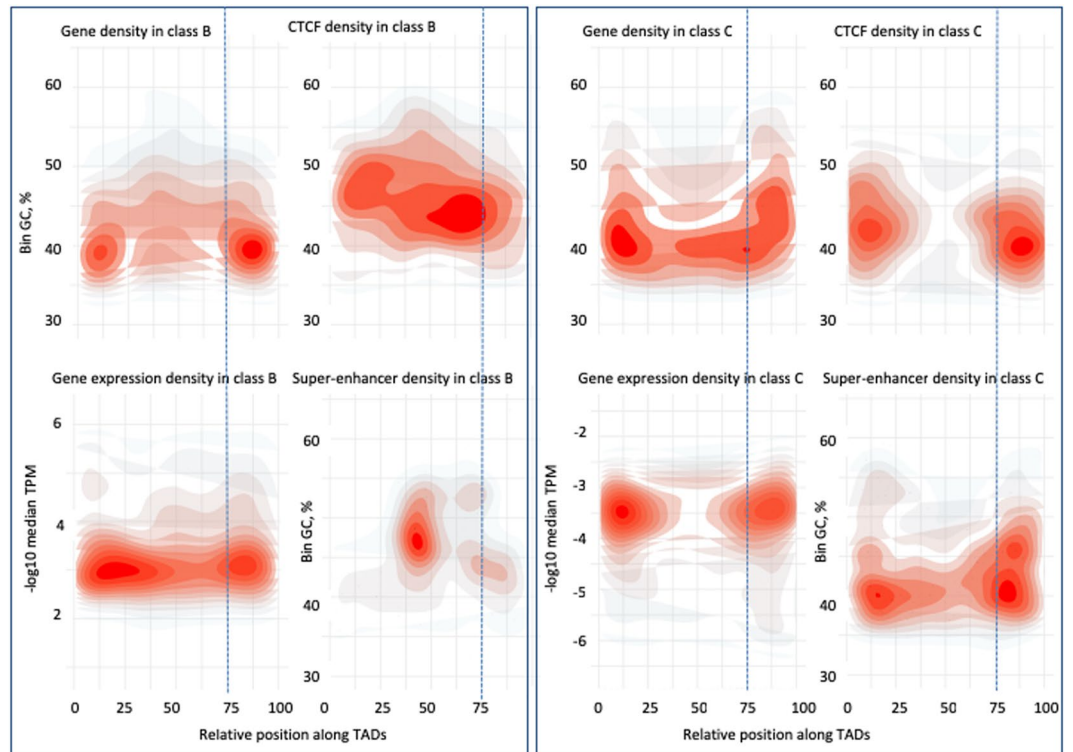 Gene density in class B
CTCF density in class B
Gene density in class C
CTCF density in class C
60
50
40
30
Bin GC, %
60
50
40
30
60
50
40
30
Bin GC, %
60
50
40
30
Gene expression density in class B
Super-enhancer density in class B
Gene expression density in class C
Super-enhancer density in class C
6
4
2
-log10 median TPM
60
40
30
Bin GC, %
-2
-3
-4
-5
-6
-log10 median TPM
60
40
30
Bin GC, %
0 25 50 75 100
0 25 50 75
0 25 50 75 100
0 25 50 75 100
Relative position along TADs
Relative position along TADs